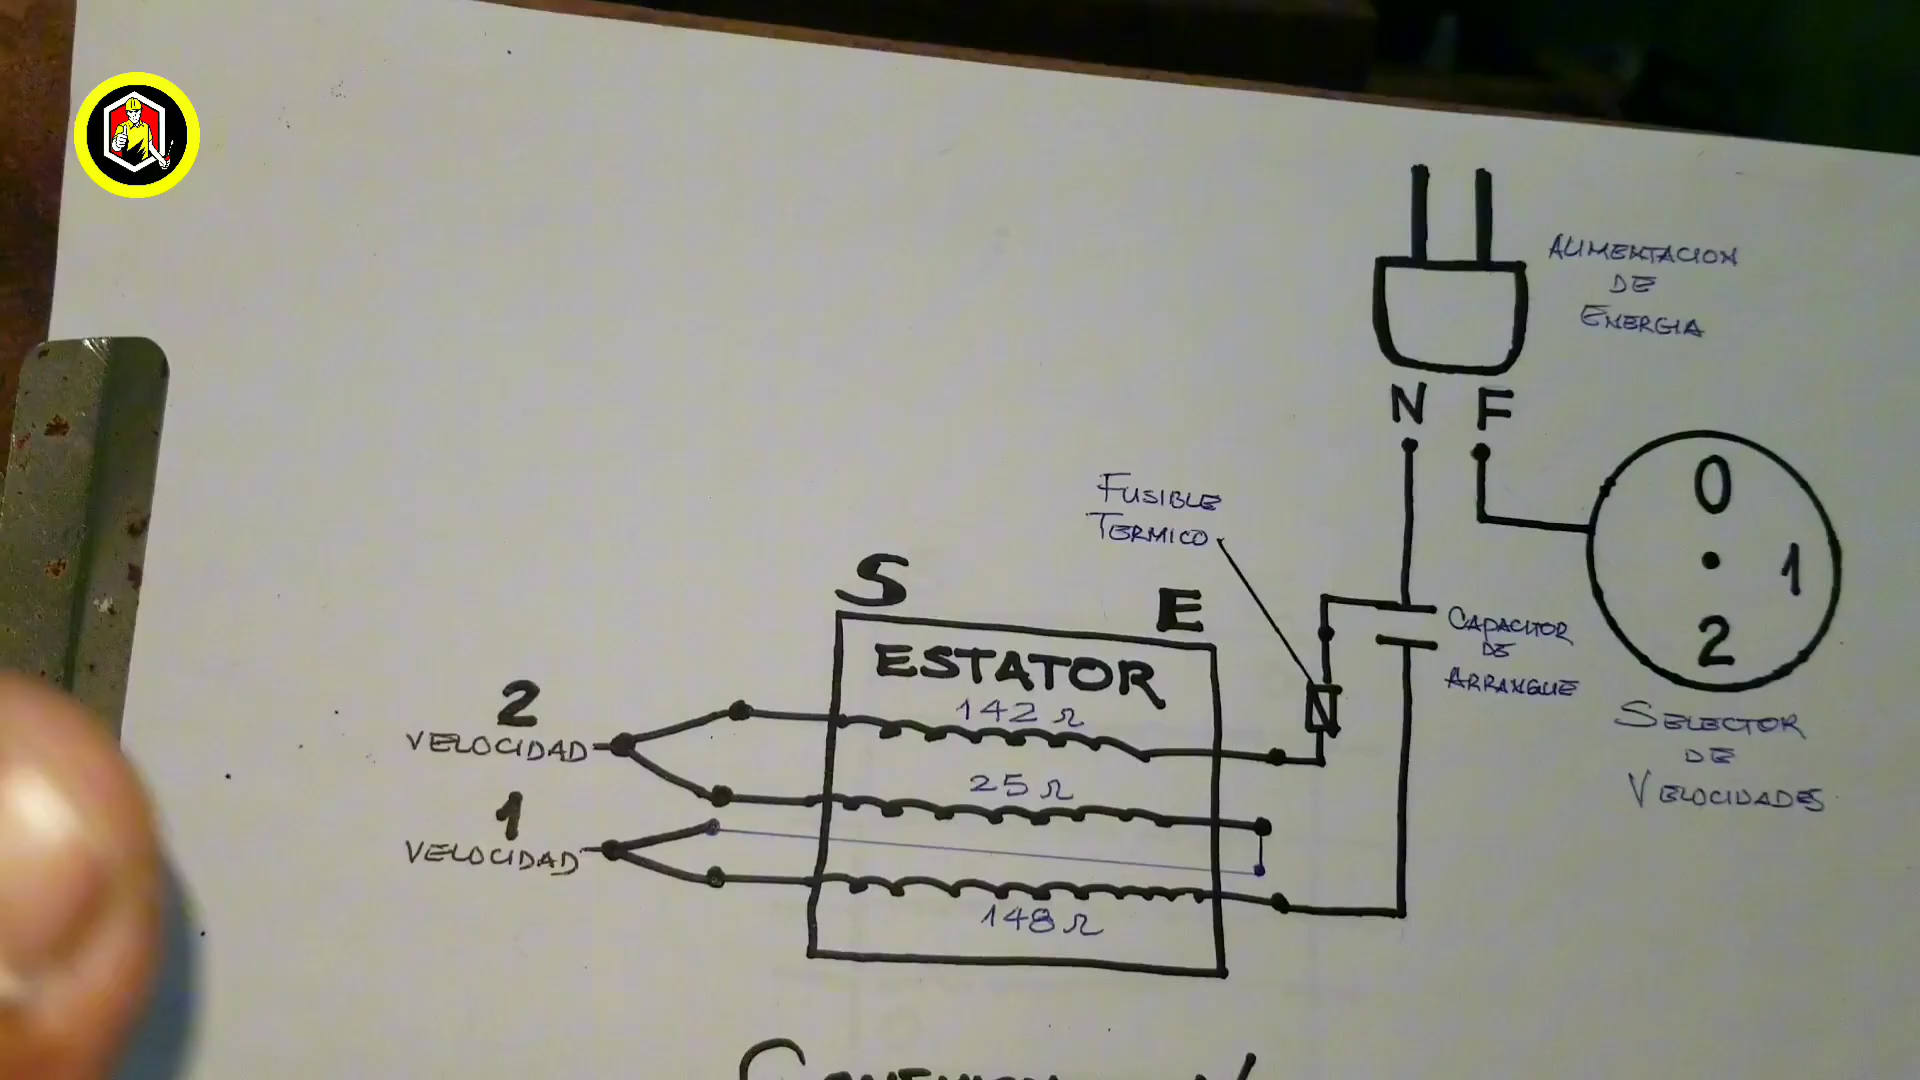 ALIMENTACION
DE
ENERGIA
N F
0
1
2
SELECTOR
DE
VELOCIDADES
FUSIBLE
TERMICO
CAPACITOR
DE
ARRANQUE
S E
ESTATOR
142 Ω
25 Ω
148 Ω
2
VELOCIDAD
1
VELOCIDAD